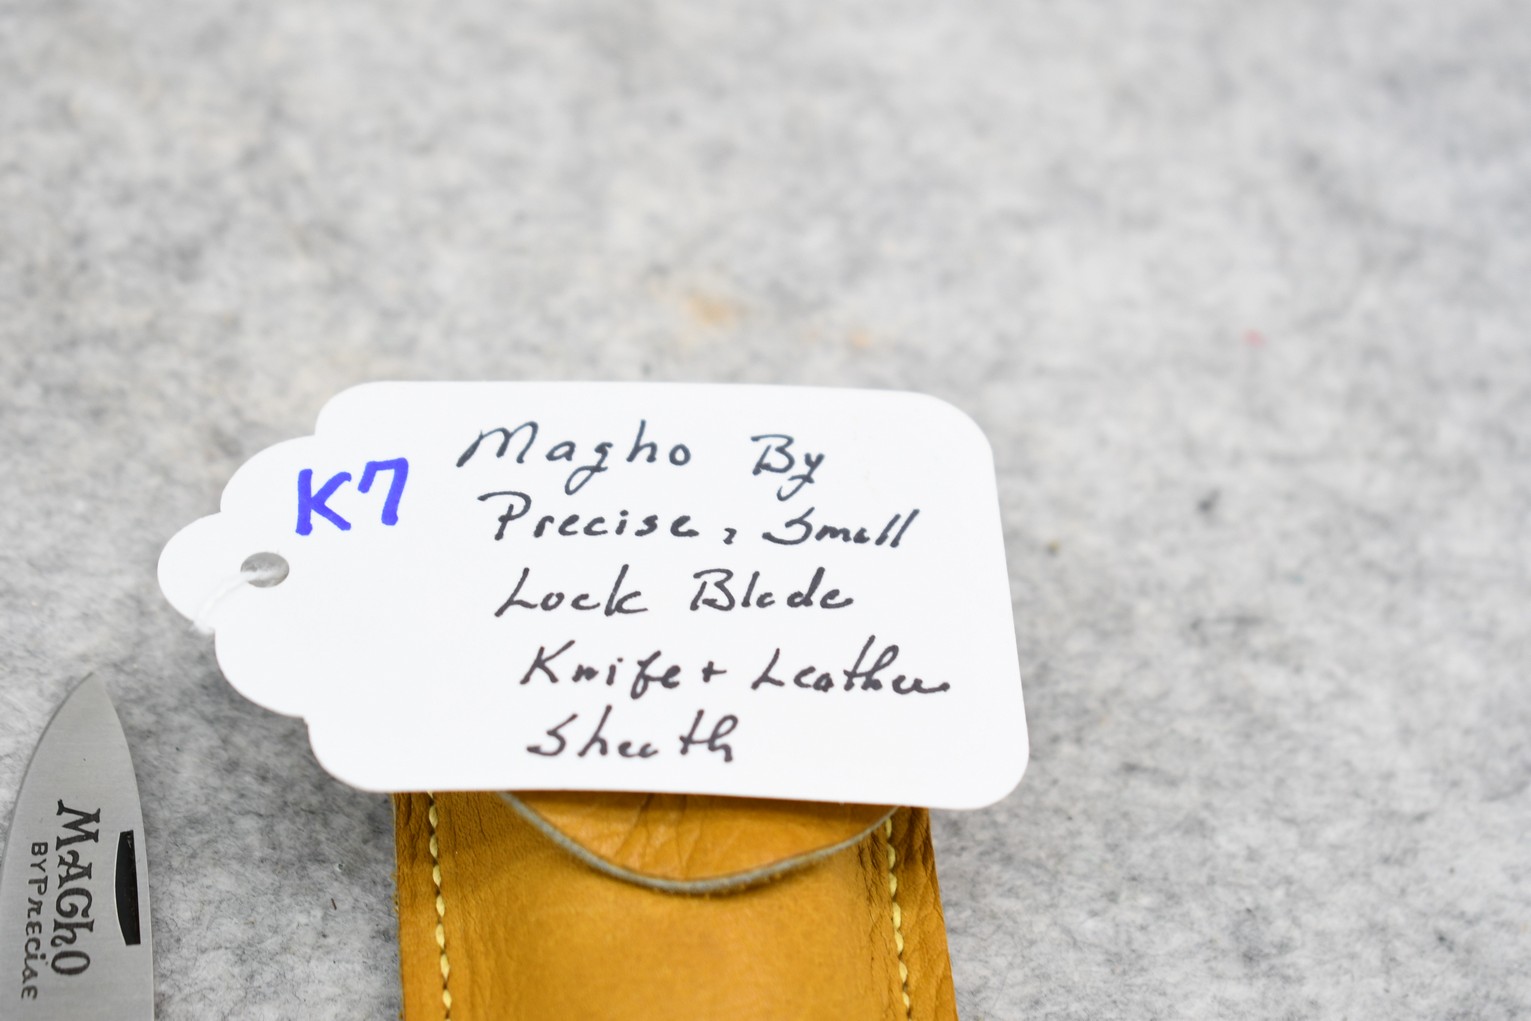 K7
Magho By
Precise, Small
Lock Blade
Knife + Leather
Sheath
MAGhO
BY PRECISE